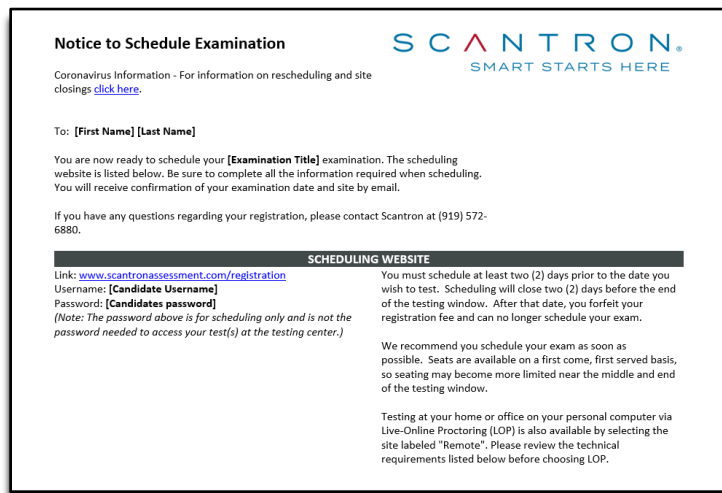 Notice to Schedule Examination
SCANTRON®
SMART STARTS HERE
Coronavirus Information - For information on rescheduling and site
closings click here.
To: [First Name] [Last Name]
You are now ready to schedule your [Examination Title] examination. The scheduling
website is listed below. Be sure to complete all the information required when scheduling.
You will receive confirmation of your examination date and site by
email.
If you have any questions regarding your registration, please contact Scantron at (919) 572-
6880.
SCHEDULING WEBSITE
Link: www.scantronassessment.com/registration
Username: [Candidate Username]
Password: [Candidates password]
(Note: The password above is for scheduling only and is not the
password needed to access your test(s) at the testing center.)
You must schedule at least two (2) days prior to the date you
wish to test. Scheduling will close two (2) days before the end
of the testing window. After that date, you forfeit your
registration fee and can no longer schedule your exam.
We recommend you schedule your exam as soon as
possible. Seats are available on a first come, first served basis,
so seating may become more limited near the middle and end
of the testing window.
Testing at your home or office on your personal computer via
Live-Online Proctoring (LOP) is also available by selecting the
site labeled "Remote". Please review the technical
requirements listed below before choosing LOP.